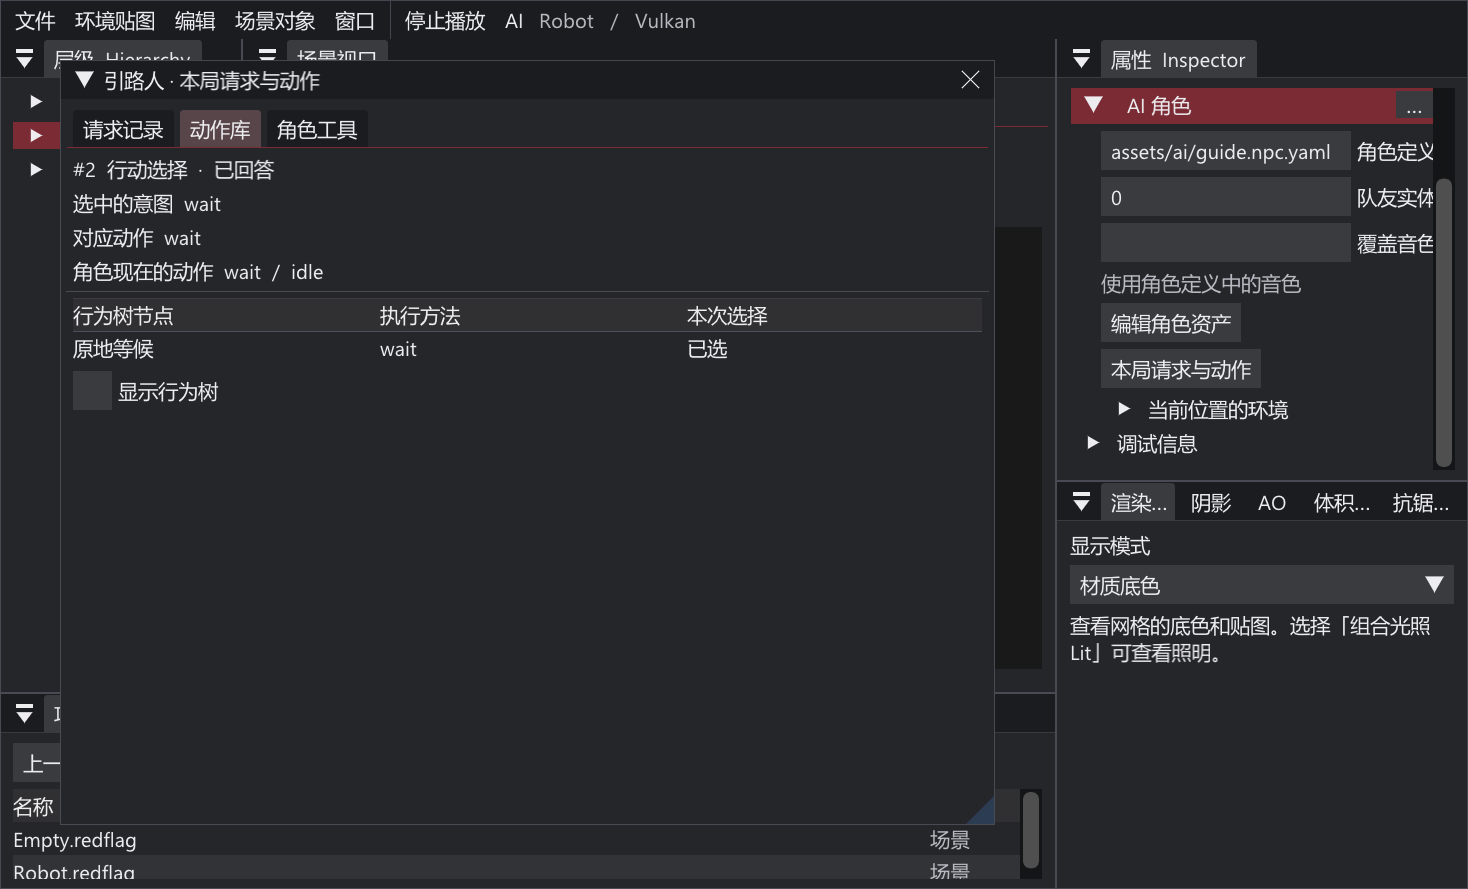 文件 环境贴图 编辑 场景对象 窗口 停止播放 AI Robot / Vulkan
层级 Hierarchy
场景视口
属性 Inspector
引路人 · 本局请求与动作
请求记录 动作库 角色工具
#2 行动选择 · 已回答
选中的意图 wait
对应动作 wait
角色现在的动作 wait / idle
行为树节点 执行方法 本次选择
原地等候 wait 已选
显示行为树
AI 角色 ...
assets/ai/guide.npc.yaml 角色定义
0 队友实体
覆盖音色
使用角色定义中的音色
编辑角色资产
本局请求与动作
当前位置的环境
调试信息
渲染... 阴影 AO 体积... 抗锯...
显示模式
材质底色
查看网格的底色和贴图。选择「组合光照
Lit」可查看照明。
上一
名称
Empty.redflag 场景
Robot.redflag 场景